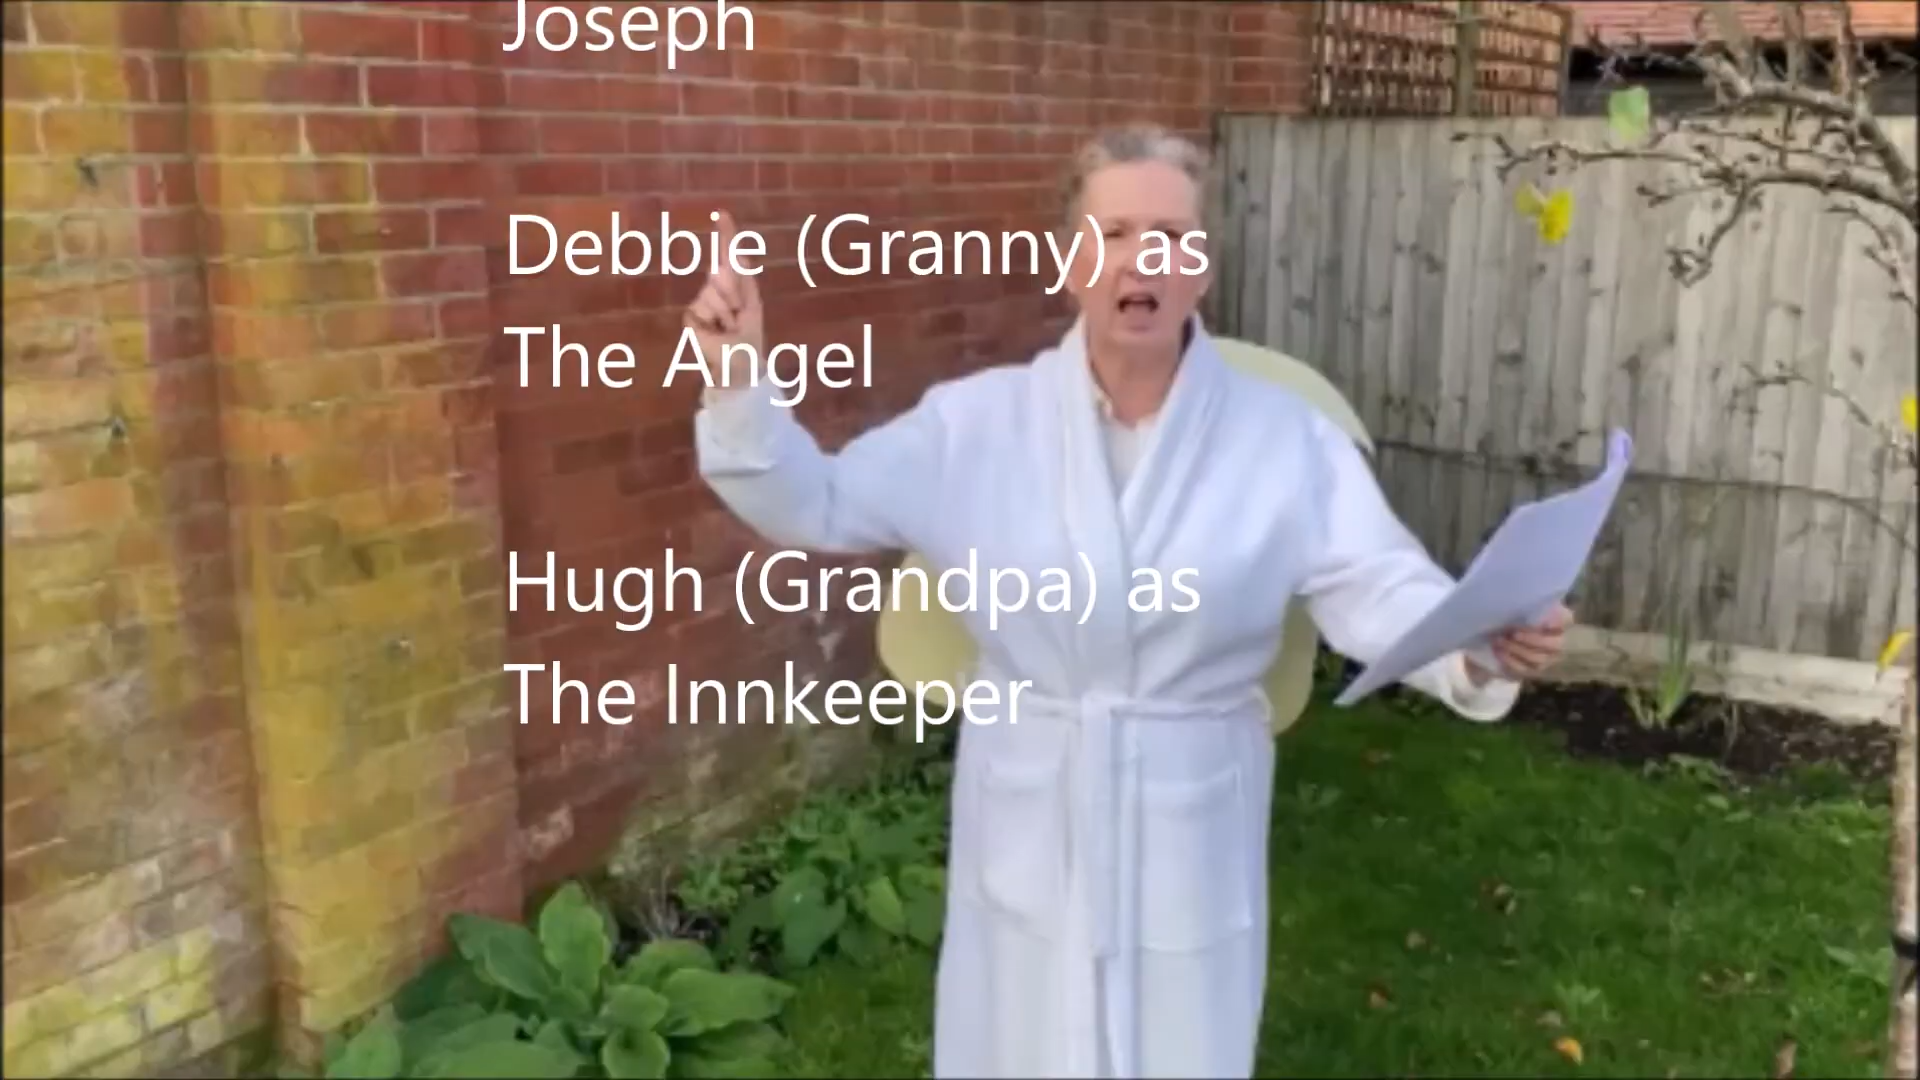 Joseph
Debbie (Granny) as
The Angel
Hugh (Grandpa) as
The Innkeeper